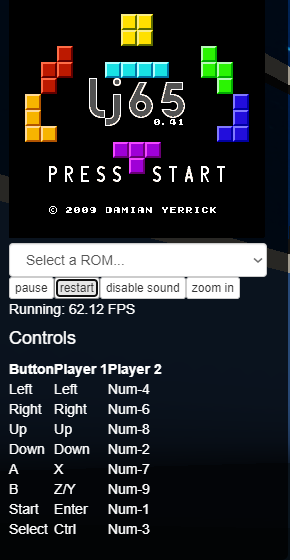 lj65
0.41
PRESS START
© 2009 DAMIAN YERRICK
Select a ROM...
pause restart disable sound zoom in
Running: 62.12 FPS
Controls
Button Player 1 Player 2
Left Left Num-4
Right Right Num-6
Up Up Num-8
Down Down Num-2
A X Num-7
B Z/Y Num-9
Start Enter Num-1
Select Ctrl Num-3